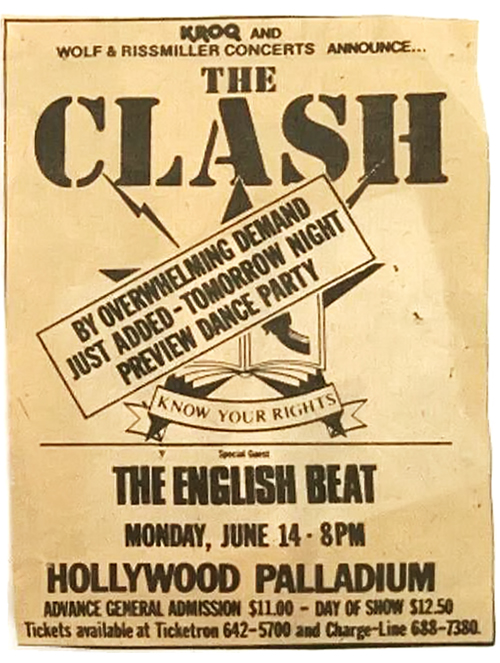 KROQ AND
WOLF & RISSMILLER CONCERTS ANNOUNCE...
THE
CLASH
BY OVERWHELMING DEMAND
JUST ADDED - TOMORROW NIGHT
PREVIEW DANCE PARTY
KNOW YOUR RIGHTS
Special Guest
THE ENGLISH BEAT
MONDAY, JUNE 14 · 8PM
HOLLYWOOD PALLADIUM
ADVANCE GENERAL ADMISSION $11.00 - DAY OF SHOW $12.50
Tickets available at Ticketron 642-5700 and Charge-Line 688-7380.